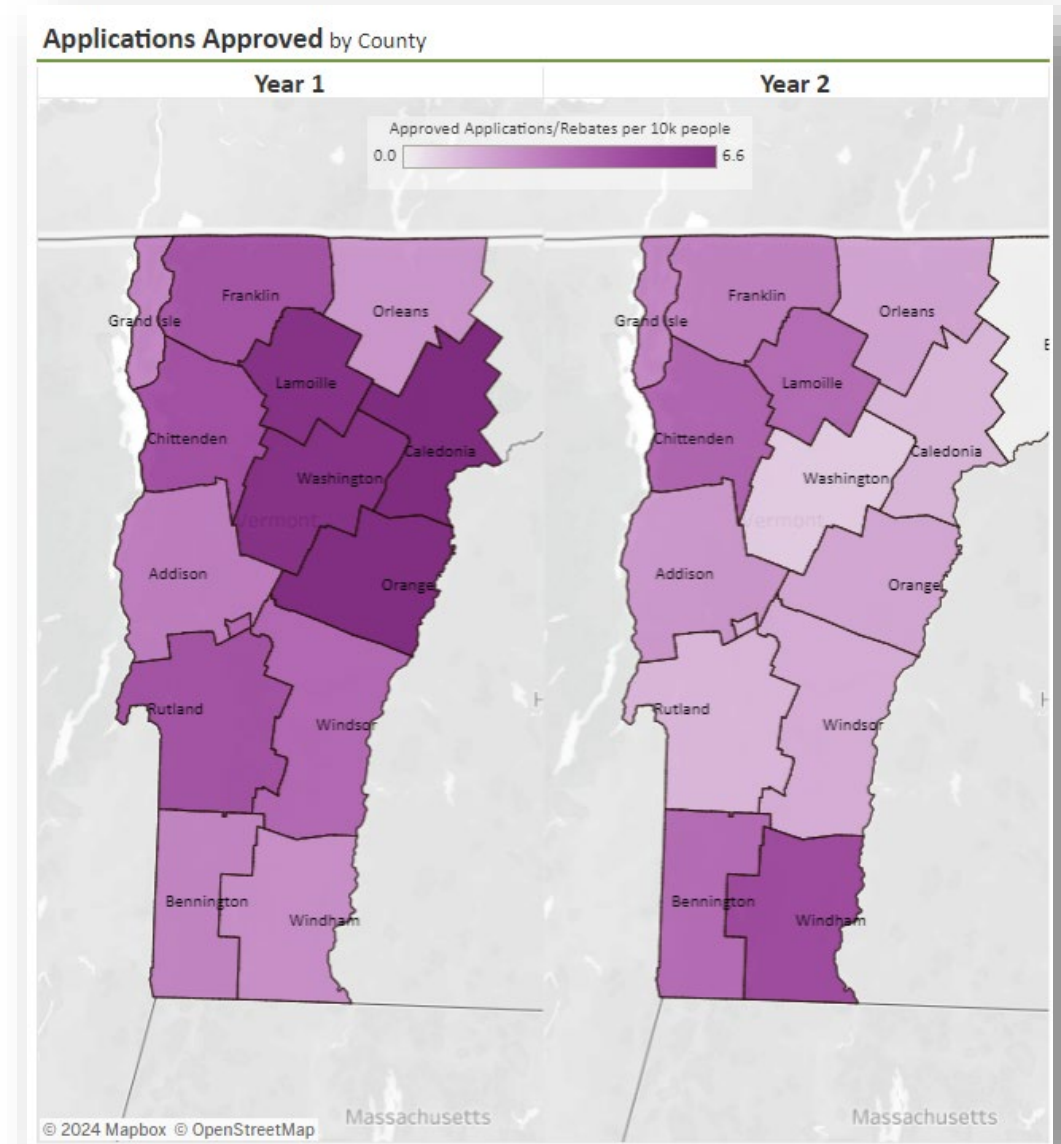 Applications Approved by County
Year 1
Year 2
Approved Applications/Rebates per 10k people
0.0
6.6
Franklin
Orleans
Grand Isle
Lamoille
Chittenden
Caledonia
Washington
Vermont
Addison
Orange
Rutland
Windsor
Bennington
Windham
Massachusetts
© 2024 Mapbox © OpenStreetMap
Franklin
Orleans
Grand Isle
E
Lamoille
Chittenden
Caledonia
Washington
Vermont
Addison
Orange
Rutland
Windsor
Bennington
Windham
Massachusetts